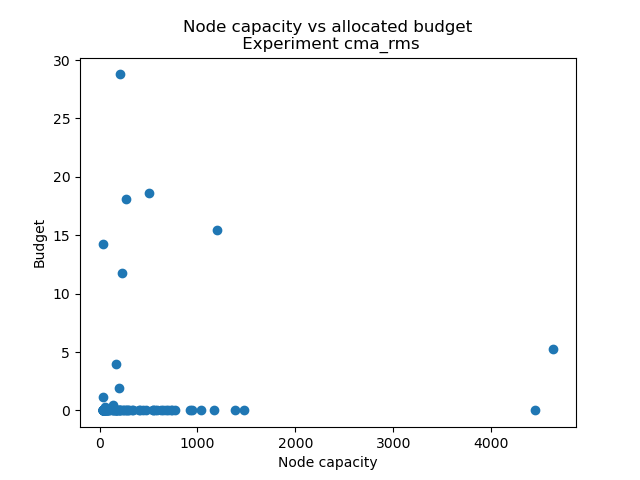 Node capacity vs allocated budget
Experiment cma_rms
30
25
20
15
10
5
0
Budget
0 1000 2000 3000 4000
Node capacity